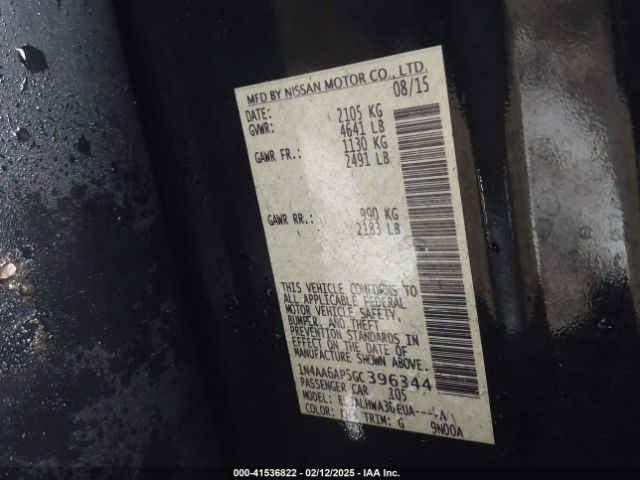 MFD BY NISSAN MOTOR CO., LTD.
DATE: 08/15
GVWR: 2105 KG
4641 LB
GAWR FR.: 1130 KG
2491 LB
GAWR RR.: 990 KG
2183 LB
THIS VEHICLE CONFORMS TO
ALL APPLICABLE FEDERAL
MOTOR VEHICLE SAFETY,
BUMPER, AND THEFT
PREVENTION STANDARDS IN
EFFECT ON THE DATE OF
MANUFACTURE SHOWN ABOVE.
1N4AA6AP5GC396344
PASSENGER CAR 105
MODEL:
COLOR: TRIM: G 9N00A
000-41536822 - 02/12/2025 - IAA Inc.